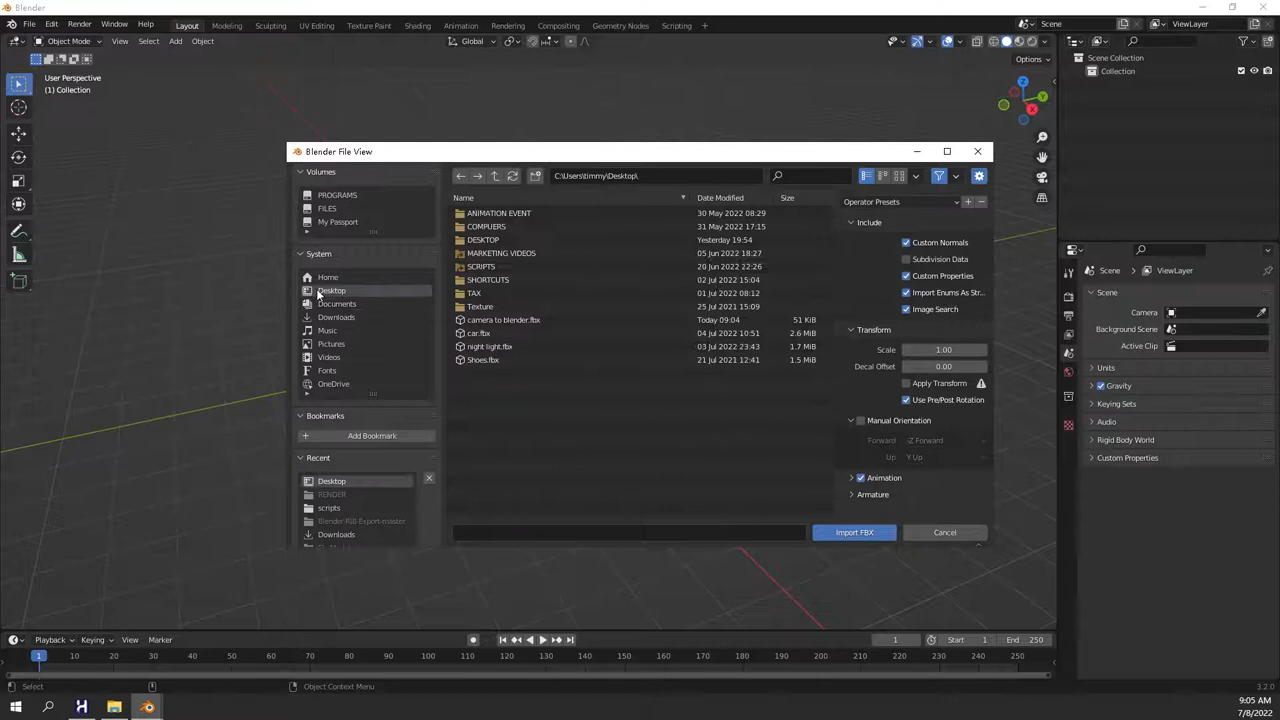 Blender
File Edit Render Window Help Layout Modeling Sculpting UV Editing Texture Paint Shading Animation Rendering Compositing Geometry Nodes Scripting + Scene ViewLayer
Object Mode View Select Add Object Global
Options
User Perspective
(1) Collection
Z
Y
X
Scene Collection
Collection
Blender File View
Volumes
PROGRAMS
FILES
My Passport
System
Home
Desktop
Documents
Downloads
Music
Pictures
Videos
Fonts
OneDrive
Bookmarks
+ Add Bookmark
Recent
Desktop
RENDER
scripts
Blender-RIB-Export-master
Downloads
C:\Users\timmy\Desktop\
Name Date Modified Size
ANIMATION EVENT 30 May 2022 08:29
COMPUERS 31 May 2022 17:15
DESKTOP Yesterday 19:54
MARKETING VIDEOS 05 Jun 2022 18:27
SCRIPTS 20 Jun 2022 22:26
SHORTCUTS 02 Jul 2022 18:14
TAX 01 Jul 2022 08:12
Texture 25 Jul 2021 15:09
camera to blender.fbx Today 09:04 51 KiB
car.fbx 04 Jul 2022 10:51 2.6 MiB
night light.fbx 03 Jul 2022 23:43 1.7 MiB
Shoes.fbx 21 Jul 2021 12:41 1.5 MiB
Operator Presets + −
Include
Custom Normals
Subdivision Data
Custom Properties
Import Enums As Str...
Image Search
Transform
Scale 1.00
Decal Offset 0.00
Apply Transform
Use Pre/Post Rotation
Manual Orientation
Forward -Z Forward
Up Y Up
Animation
Armature
Import FBX Cancel
Scene ViewLayer
Scene
Camera
Background Scene
Active Clip
Units
Gravity
Keying Sets
Audio
Rigid Body World
Custom Properties
Playback Keying View Marker 1 Start 1 End 250
1 10 20 30 40 50 60 70 80 90 100 110 120 130 140 150 160 170 180 190 200 210 220 230 240 250
Select Object Context Menu 3.2.0
9:05 AM
7/8/2022